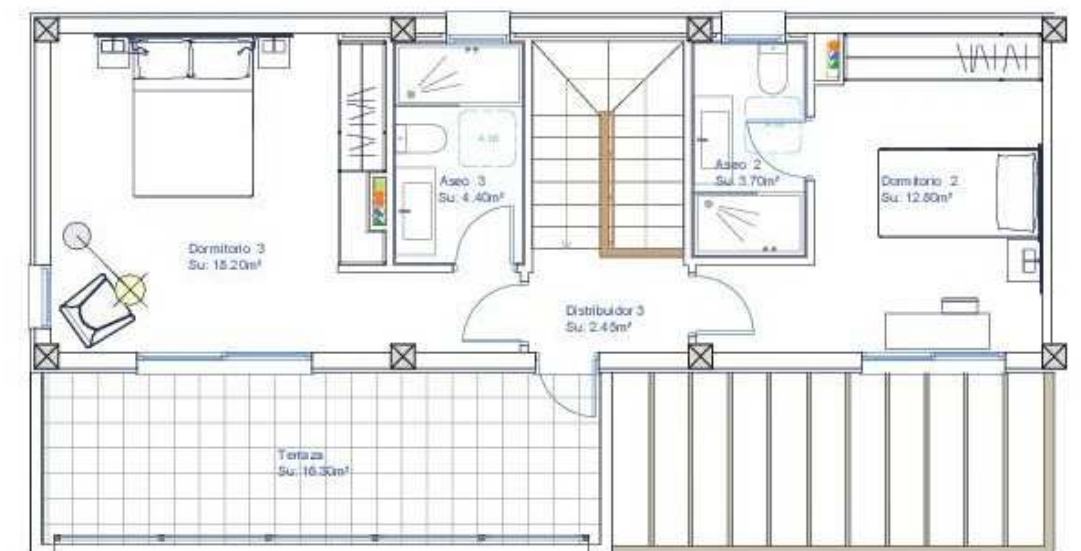 Aseo 2
Su: 3.70m²
Aseo 3
Su: 4.40m²
Dormitorio 2
Su: 12.80m²
Dormitorio 3
Su: 18.20m²
Distribuidor 3
Su: 2.45m²
Terraza
Su: 16.30m²